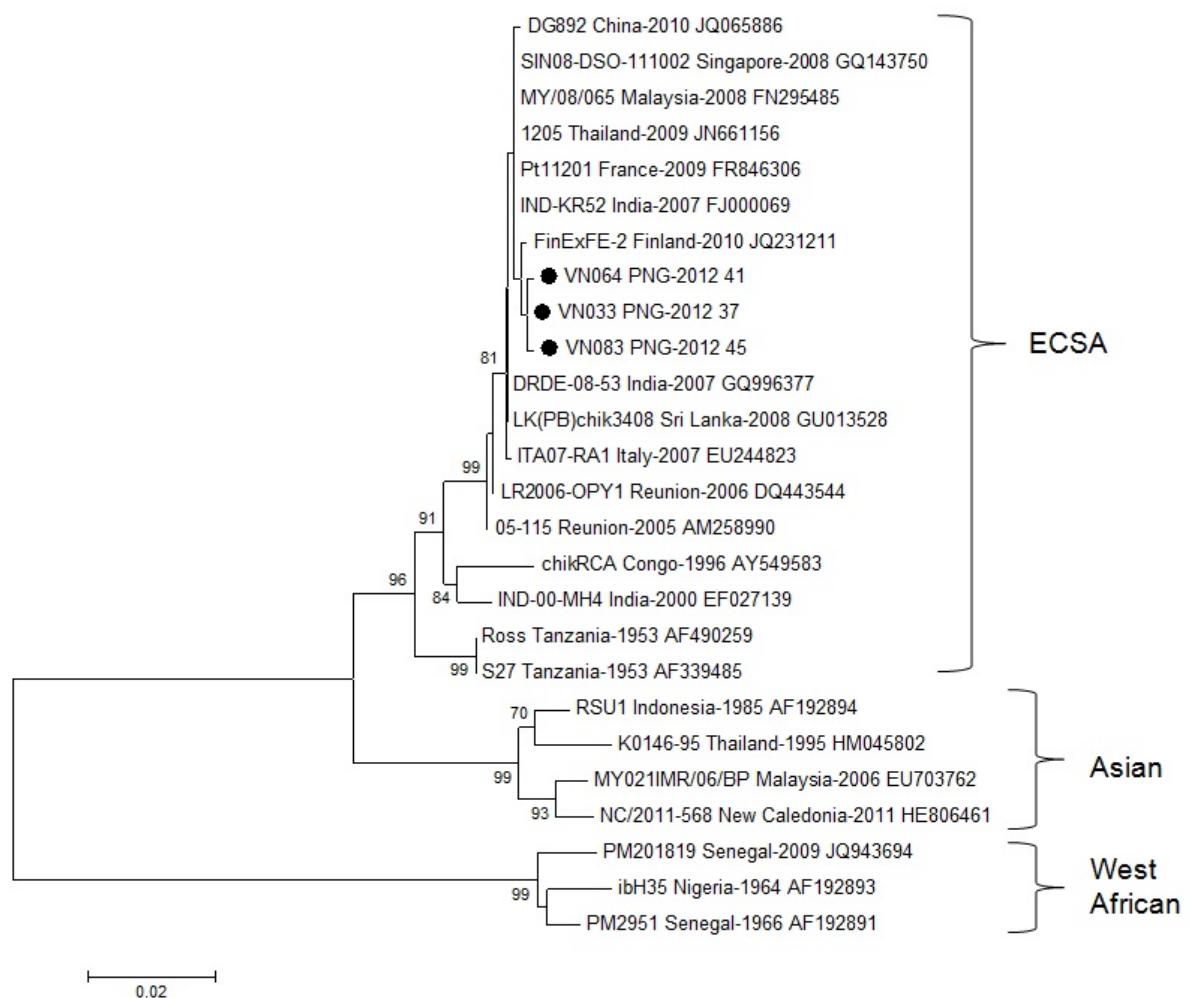 DG892 China-2010 JQ065886
SIN08-DSO-111002 Singapore-2008 GQ143750
MY/08/065 Malaysia-2008 FN295485
1205 Thailand-2009 JN661156
Pt11201 France-2009 FR846306
IND-KR52 India-2007 FJ000069
FinExFE-2 Finland-2010 JQ231211
VN064 PNG-2012 41
VN033 PNG-2012 37
VN083 PNG-2012 45
ECSA
81
DRDE-08-53 India-2007 GQ996377
LK(PB)chik3408 Sri Lanka-2008 GU013528
ITA07-RA1 Italy-2007 EU244823
99
LR2006-OPY1 Reunion-2006 DQ443544
05-115 Reunion-2005 AM258990
91
chikRCA Congo-1996 AY549583
96
84
IND-00-MH4 India-2000 EF027139
Ross Tanzania-1953 AF490259
99
S27 Tanzania-1953 AF339485
RSU1 Indonesia-1985 AF192894
70
K0146-95 Thailand-1995 HM045802
99
MY021IMR/06/BP Malaysia-2006 EU703762
Asian
93
NC/2011-568 New Caledonia-2011 HE806461
PM201819 Senegal-2009 JQ943694
99
ibH35 Nigeria-1964 AF192893
PM2951 Senegal-1966 AF192891
West
African
0.02